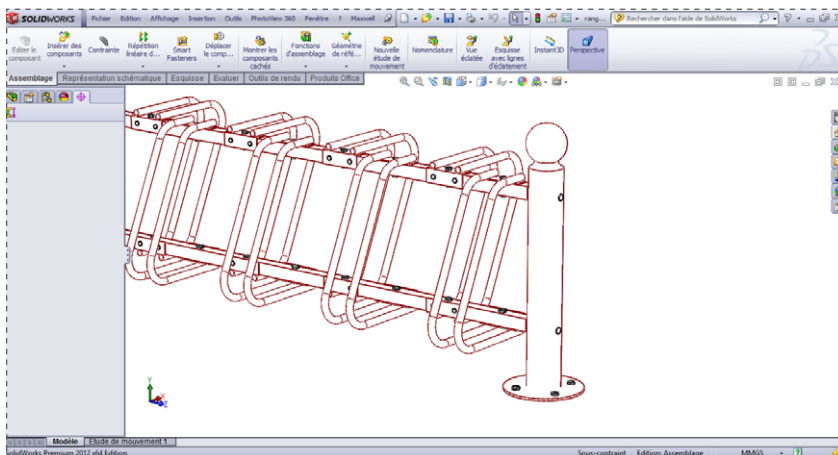 SOLIDWORKS Fichier Edition Affichage Insertion Outils PhotoView 360 Fenêtre ? Maxwell rang... Rechercher dans l'aide de SolidWorks
Editer le composant
Insérer des composants
Contrainte
Répétition linéaire d...
Smart Fasteners
Déplacer le comp...
Montrer les composants cachés
Fonctions d'assemblage
Géométrie de réfé...
Nouvelle étude de mouvement
Nomenclature
Vue éclatée
Esquisse avec lignes d'éclatement
Instant3D
Perspective
Assemblage Représentation schématique Esquisse Evaluer Outils de rendu Produits Office
Y
X
Z
Modèle Etude de mouvement 1
SolidWorks Premium 2012 x64 Edition Sous-contraint Edition: Assemblage MMGS